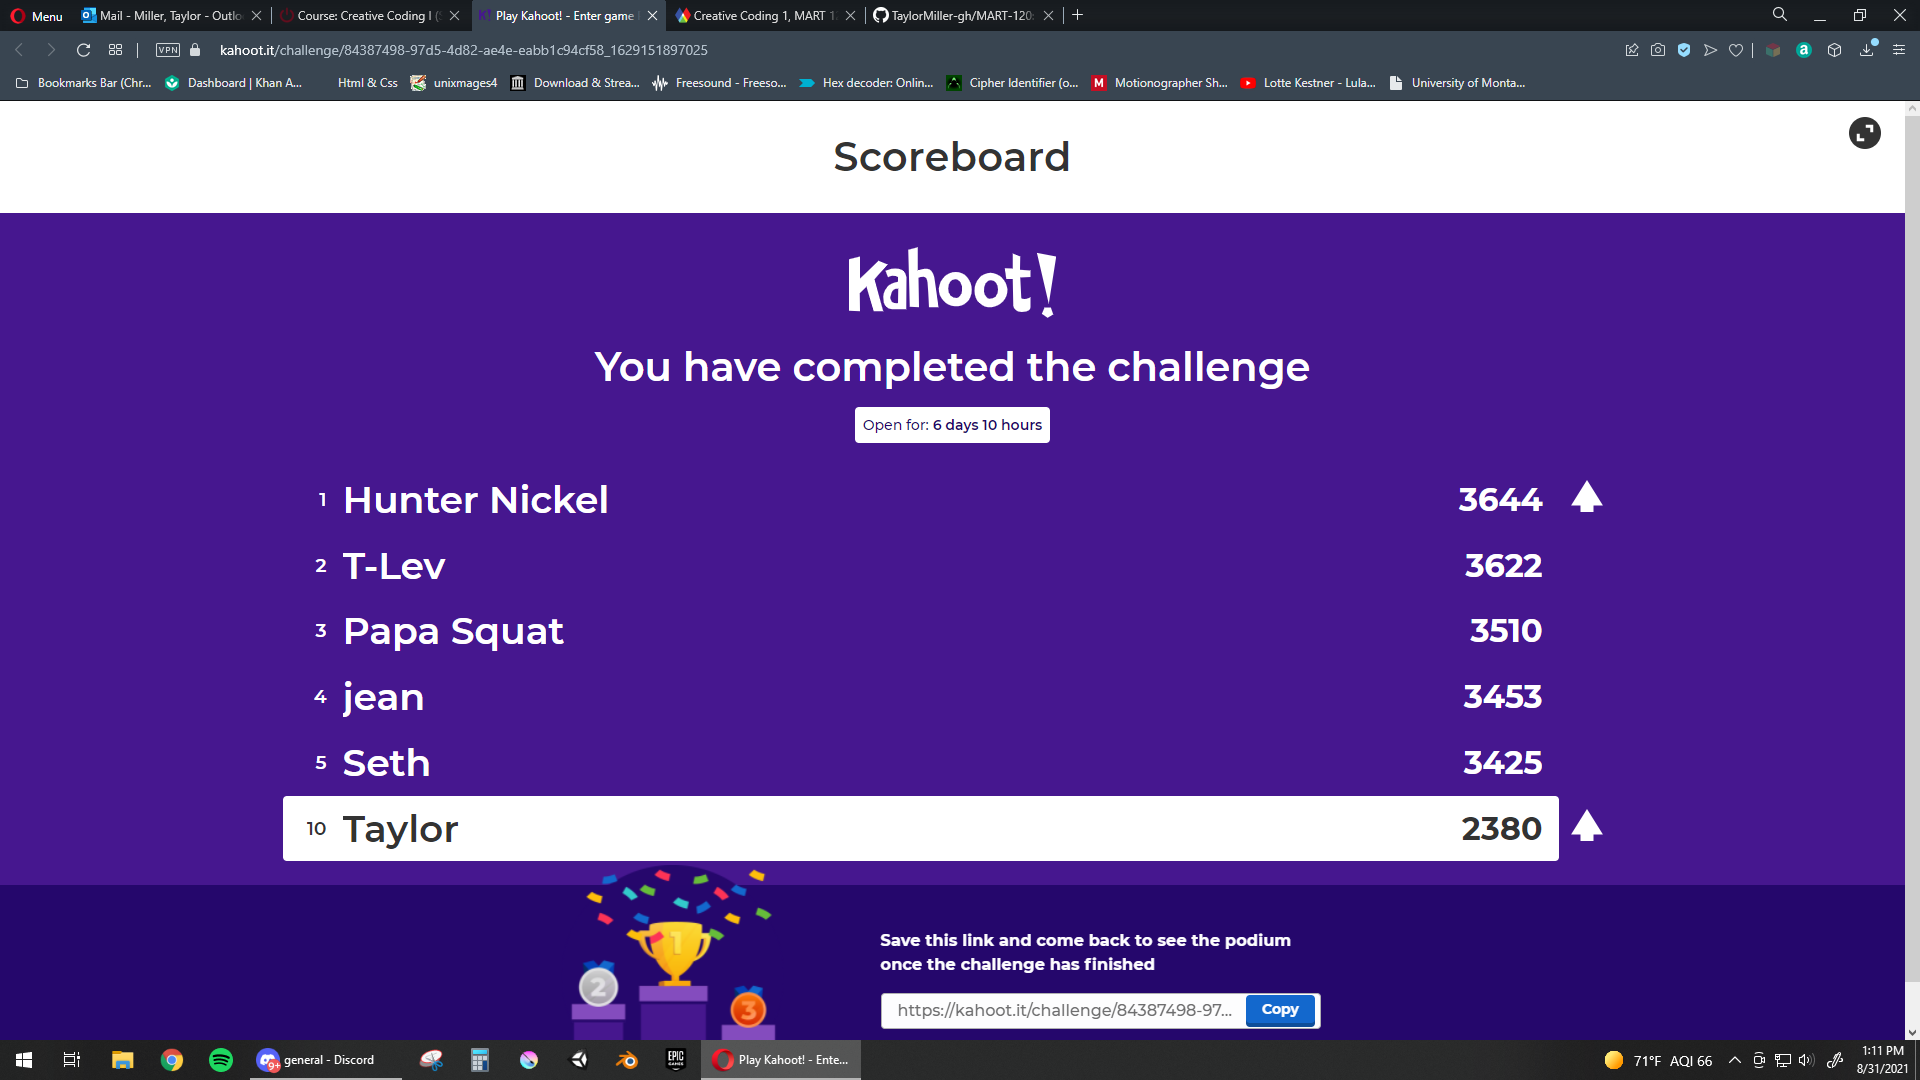 Menu
Mail - Miller, Taylor - Outlo
Course: Creative Coding I (
Play Kahoot! - Enter game
Creative Coding 1, MART 1
TaylorMiller-gh/MART-120
VPN
kahoot.it/challenge/84387498-97d5-4d82-ae4e-eabb1c94cf58_1629151897025
Bookmarks Bar (Chr...
Dashboard | Khan A...
Html & Css
unixmages4
Download & Strea...
Freesound - Freeso...
Hex decoder: Onlin...
Cipher Identifier (o...
M
Motionographer Sh...
Lotte Kestner - Lula...
University of Monta...
Scoreboard
Kahoot!
You have completed the challenge
Open for: 6 days 10 hours
1 Hunter Nickel 3644
2 T-Lev 3622
3 Papa Squat 3510
4 jean 3453
5 Seth 3425
10 Taylor 2380
1
2
3
Save this link and come back to see the podium
once the challenge has finished
https://kahoot.it/challenge/84387498-97... Copy
9+
general - Discord
EPIC
GAMES
Play Kahoot! - Ente...
71°F AQI 66
1:11 PM
8/31/2021